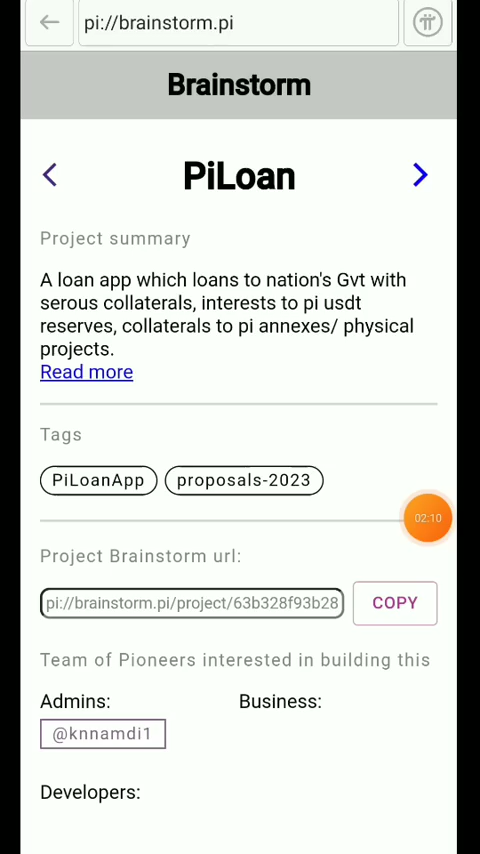 pi://brainstorm.pi
Brainstorm
PiLoan
Project summary
A loan app which loans to nation's Gvt with
serous collaterals, interests to pi usdt
reserves, collaterals to pi annexes/ physical
projects.
Read more
Tags
PiLoanApp proposals-2023
02:10
Project Brainstorm url:
pi://brainstorm.pi/project/63b328f93b28
COPY
Team of Pioneers interested in building this
Admins: Business:
@knnamdi1
Developers: